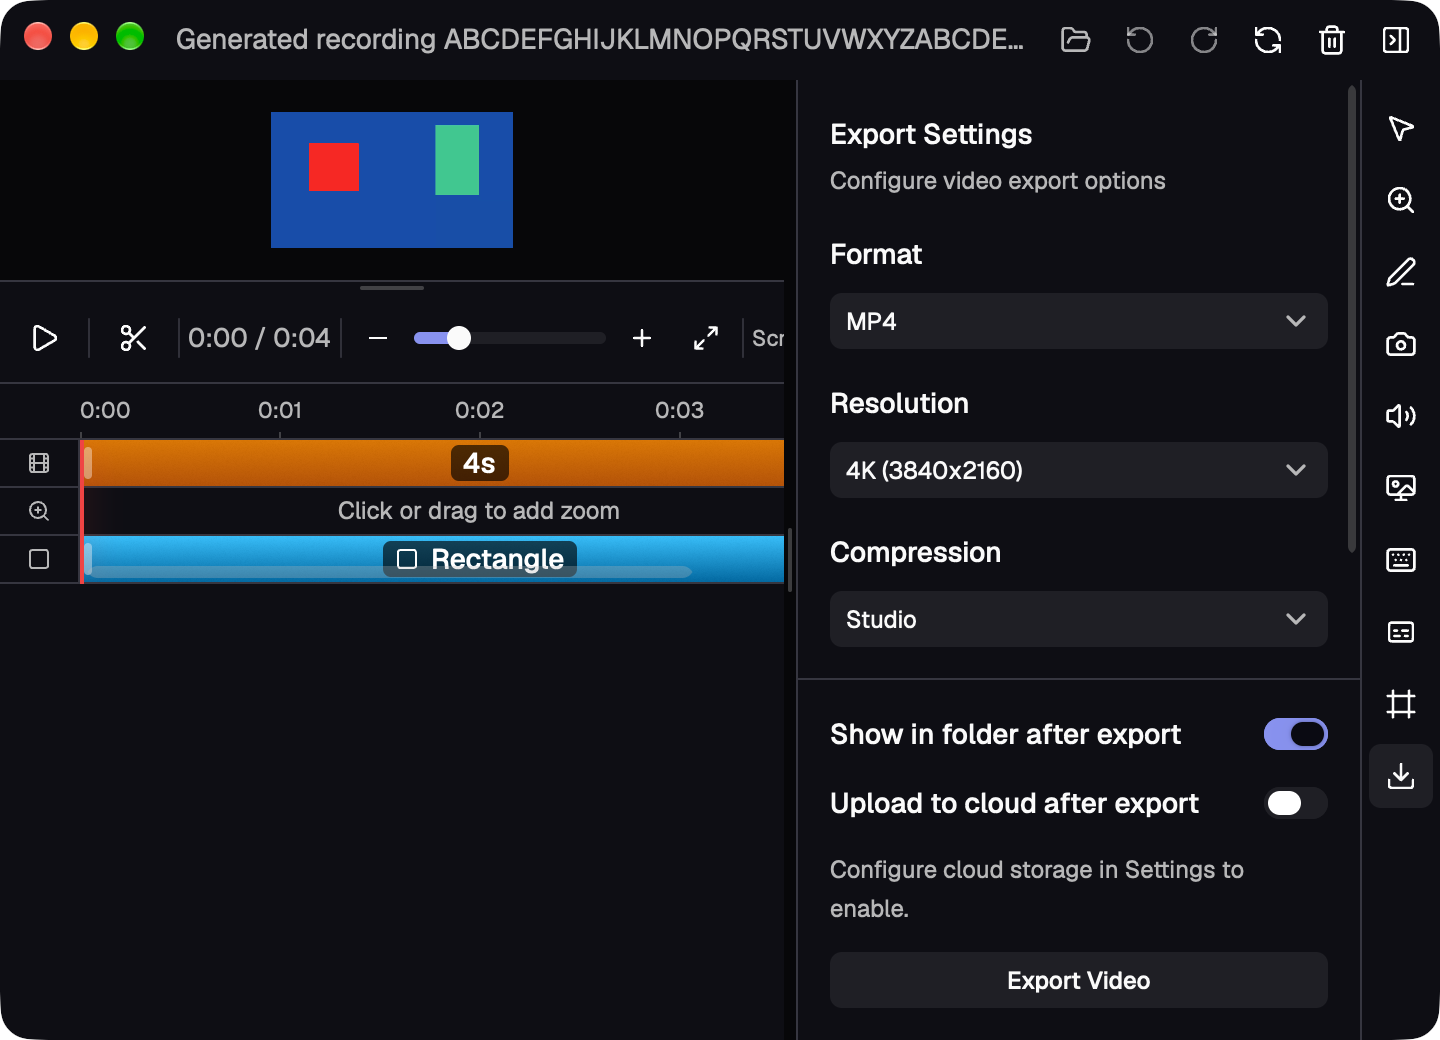 Generated recording ABCDEFGHIJKLMNOPQRSTUVWXYZABCDE...
Export Settings
Configure video export options
Format
MP4
Resolution
4K (3840x2160)
Compression
Studio
Show in folder after export
Upload to cloud after export
Configure cloud storage in Settings to
enable.
Export Video
0:00 / 0:04
Scr
0:00 0:01 0:02 0:03
4s
Click or drag to add zoom
Rectangle